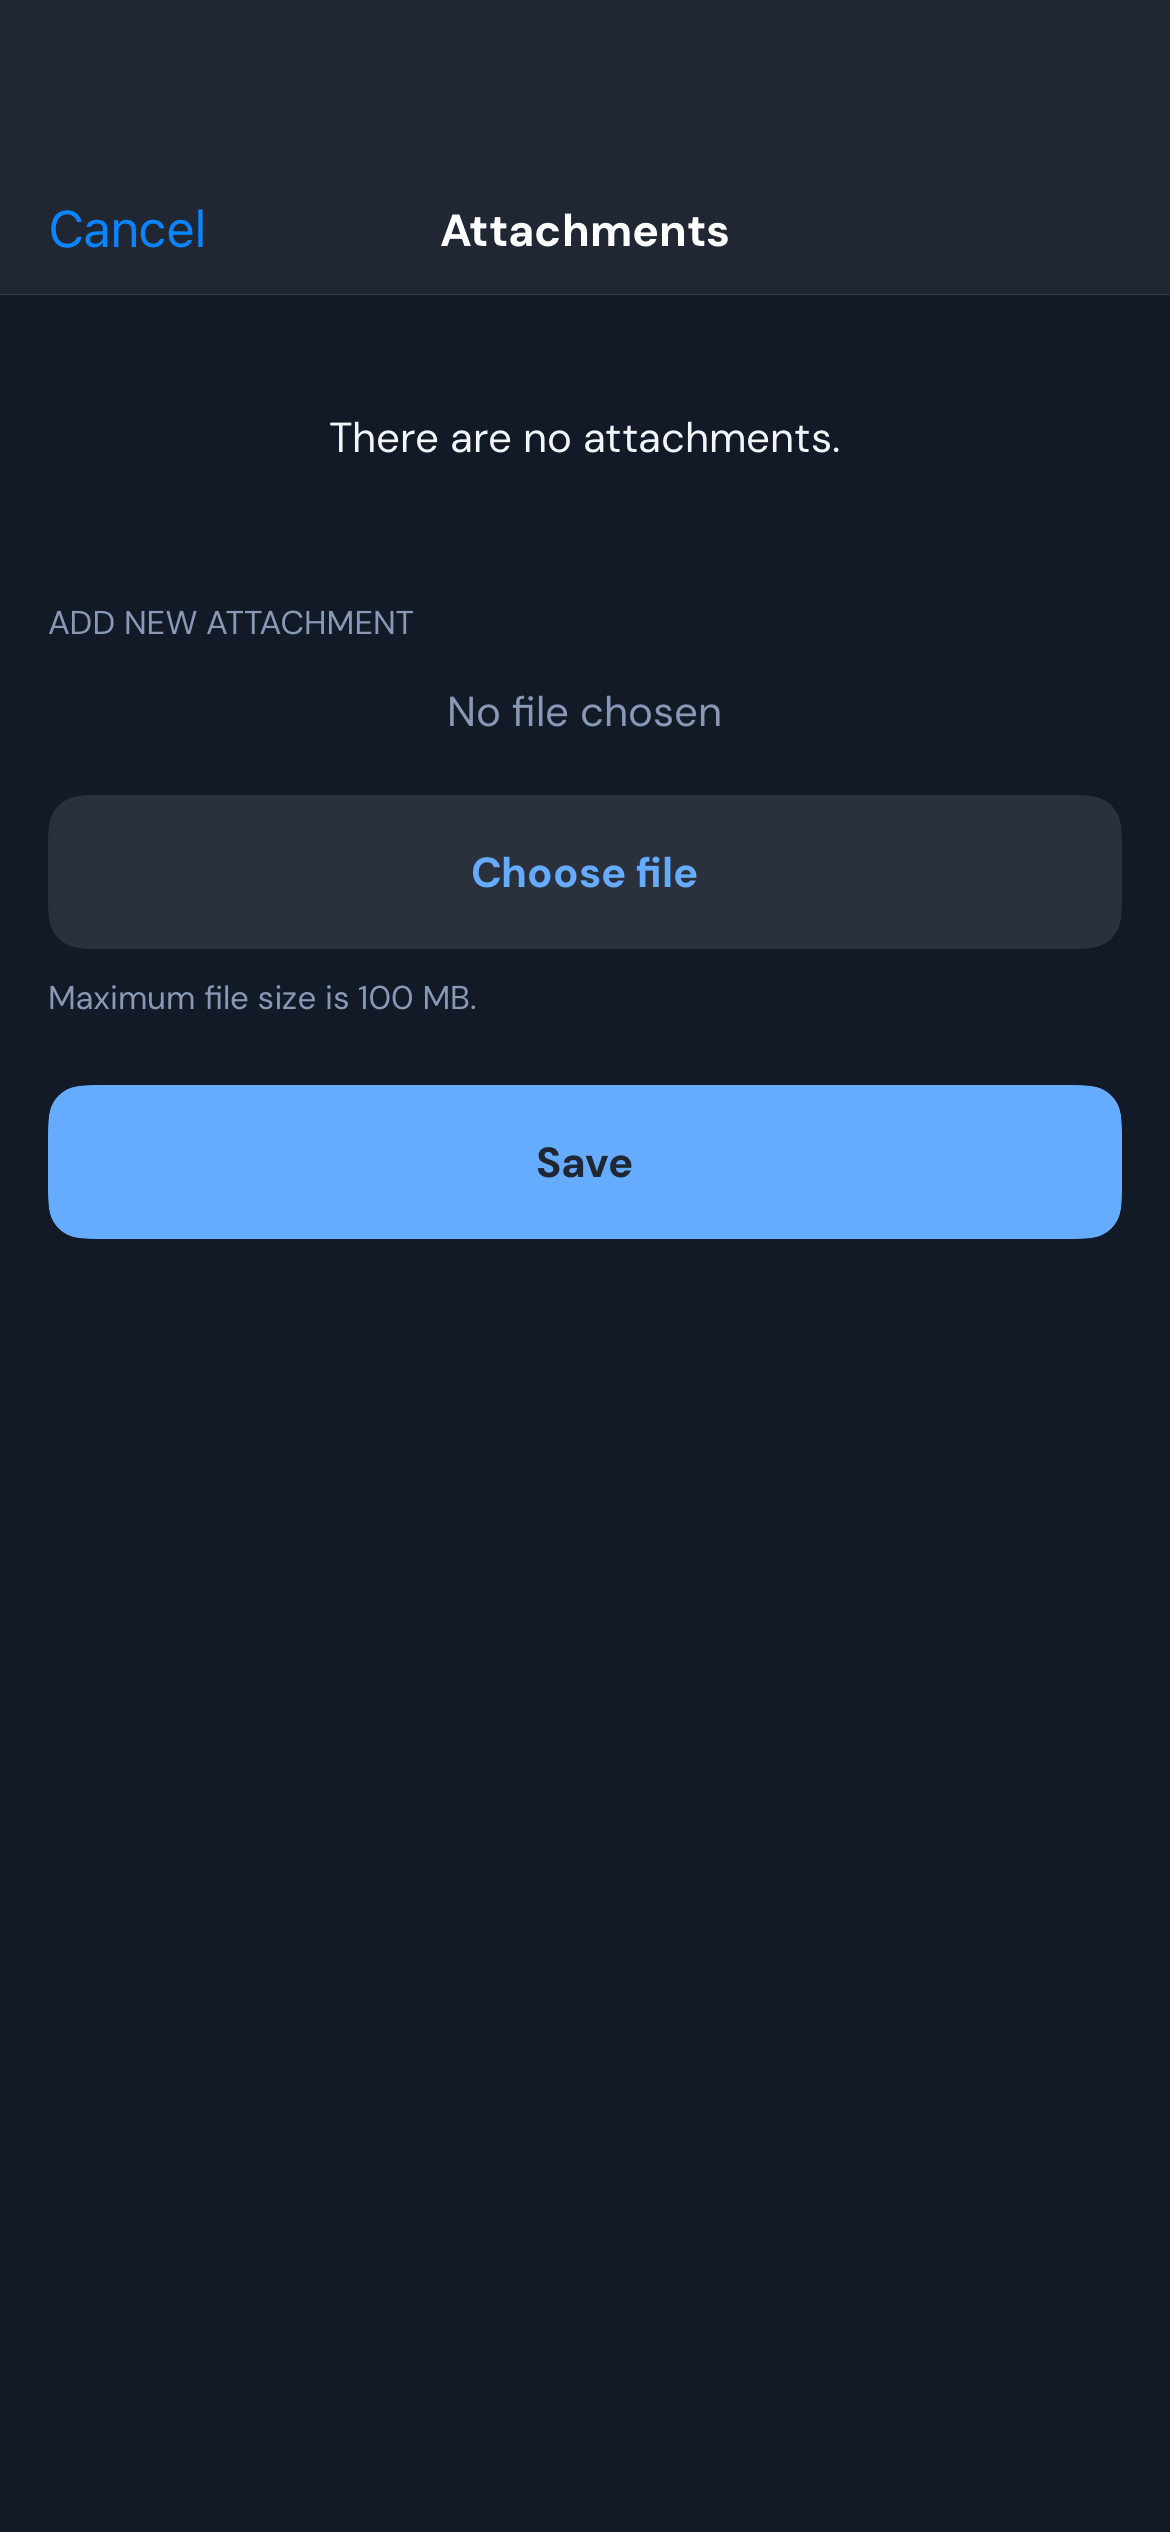 Cancel
Attachments
There are no attachments.
ADD NEW ATTACHMENT
No file chosen
Choose file
Maximum file size is 100 MB.
Save